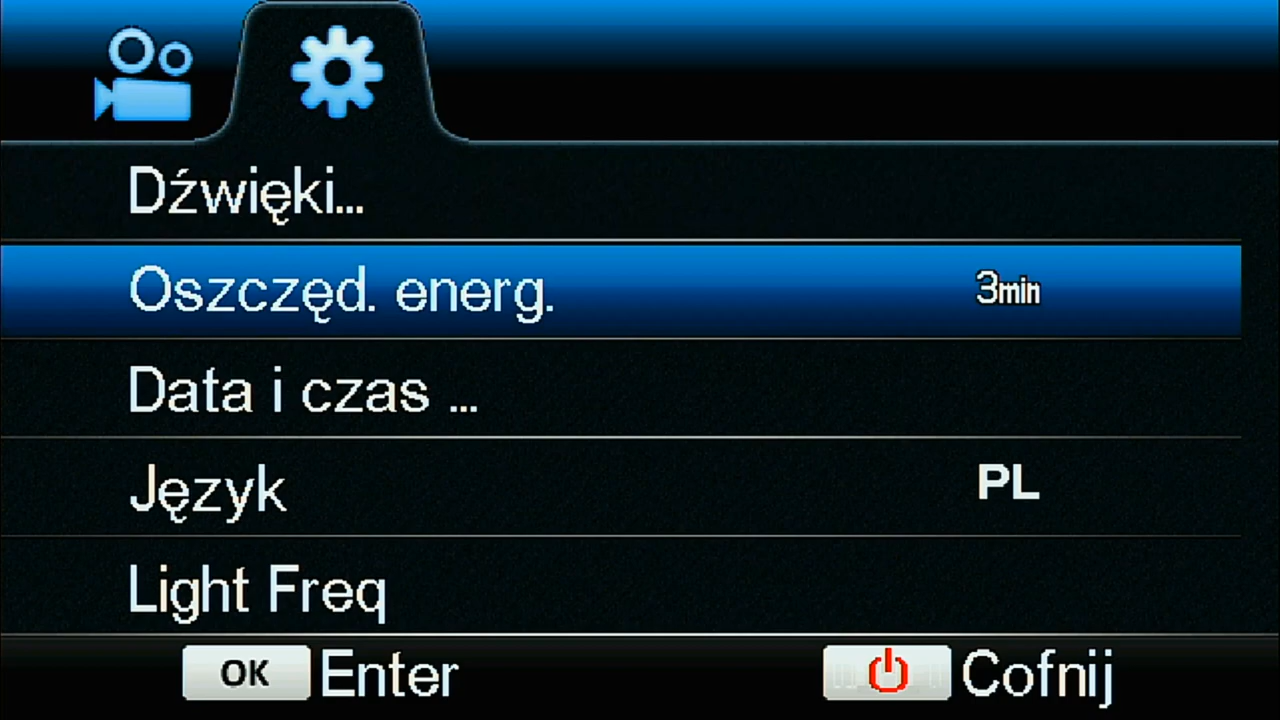 Dźwięki...
Oszczęd. energ. 3min
Data i czas ...
Język PL
Light Freq
OK Enter Cofnij